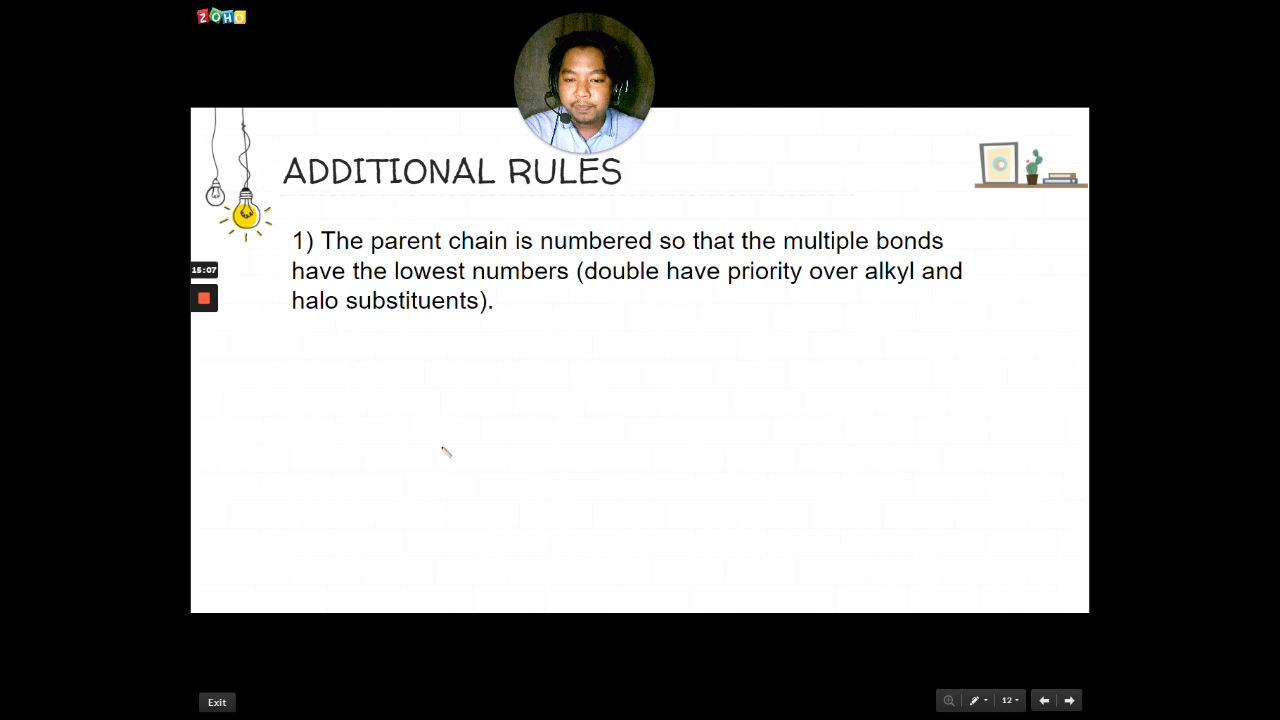 ZOHO
ADDITIONAL RULES
1) The parent chain is numbered so that the multiple bonds
have the lowest numbers (double have priority over alkyl and
halo substituents).
15:07
Exit
12